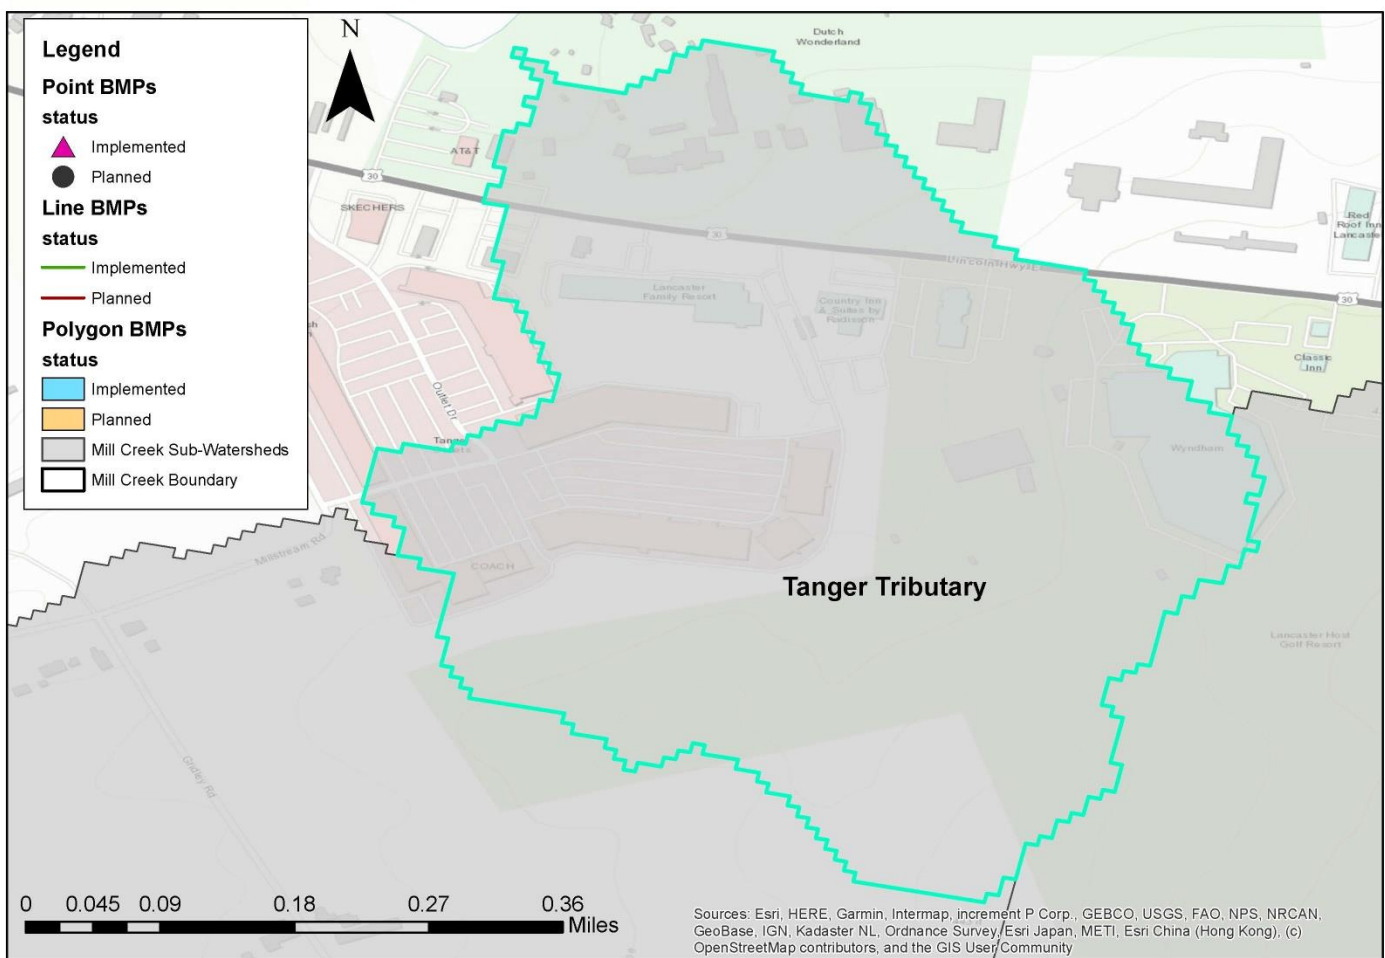 Legend
Point BMPs
status
Implemented
Planned
Line BMPs
status
Implemented
Planned
Polygon BMPs
status
Implemented
Planned
Mill Creek Sub-Watersheds
Mill Creek Boundary
N
Dutch
Wonderland
AT&T
30
SKECHERS
30
Lincoln Hwy E
Red
Roof Inn
Lancaste
30
Lancaster
Family Resort
Country Inn
& Suites by
Radisson
Classic
Inn
Outlet Dr
Wyndham
Millstream Rd
COACH
Tanger Tributary
Lancaster Host
Golf Resort
Gridley Rd
0 0.045 0.09 0.18 0.27 0.36
Miles
Sources: Esri, HERE, Garmin, Intermap, increment P Corp., GEBCO, USGS, FAO, NPS, NRCAN,
GeoBase, IGN, Kadaster NL, Ordnance Survey, Esri Japan, METI, Esri China (Hong Kong), (c)
OpenStreetMap contributors, and the GIS User Community